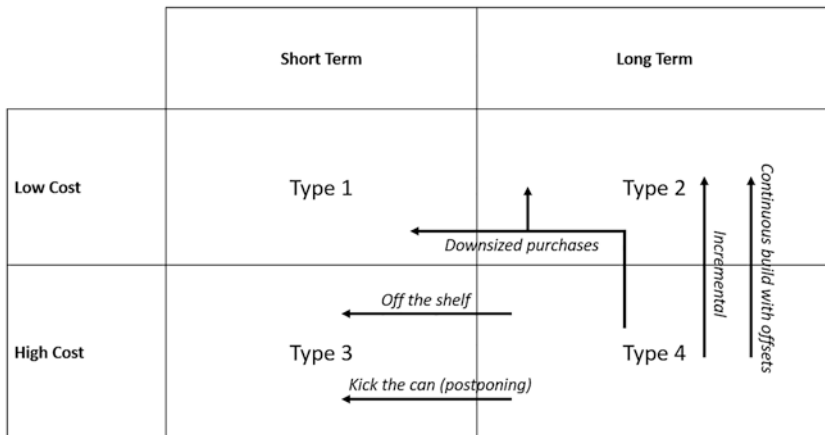 Short Term
Long Term
Low Cost
Type 1
Type 2
Downsized purchases
Incremental
Continuous build with offsets
Off the shelf
High Cost
Type 3
Type 4
Kick the can (postponing)